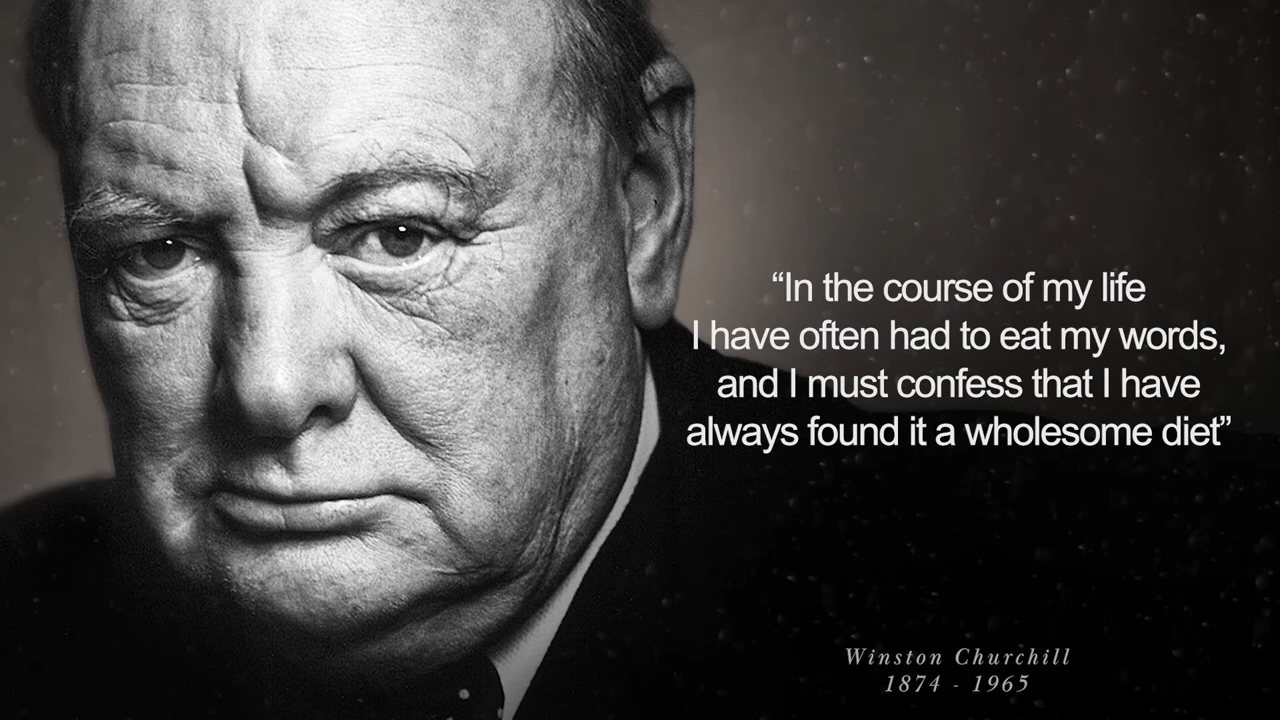 “In the course of my life
I have often had to eat my words,
and I must confess that I have
always found it a wholesome diet”
Winston Churchill
1874 - 1965